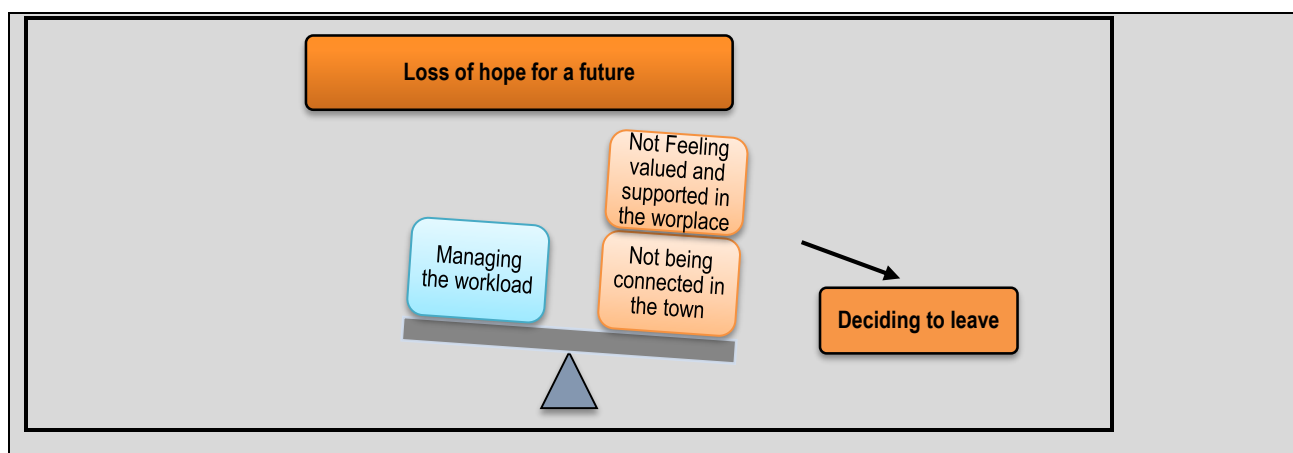 Loss of hope for a future
Not Feeling
valued and
supported in
the worplace
Managing
the workload
Not being
connected in
the town
Deciding to leave